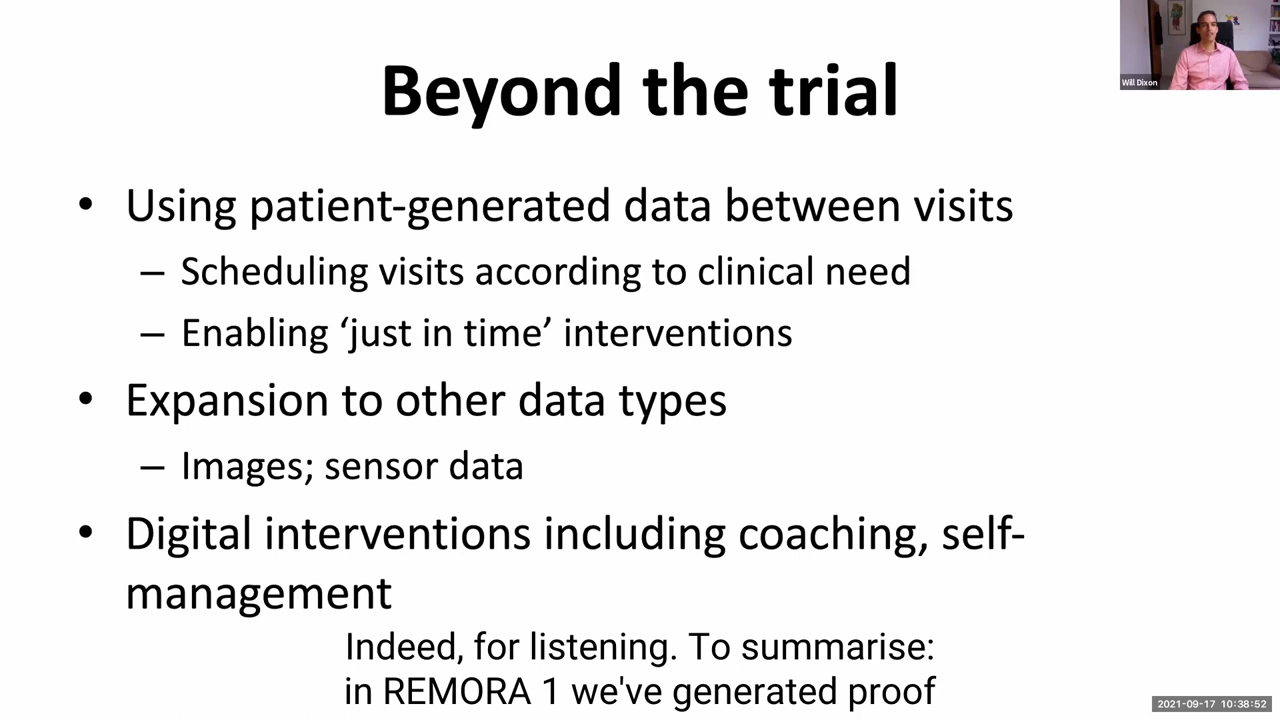 Beyond the trial
Will Dixon
• Using patient-generated data between visits
– Scheduling visits according to clinical need
– Enabling ‘just in time’ interventions
• Expansion to other data types
– Images; sensor data
• Digital interventions including coaching, self-
management
Indeed, for listening. To summarise:
in REMORA 1 we've generated proof
2021-09-17 10:38:52